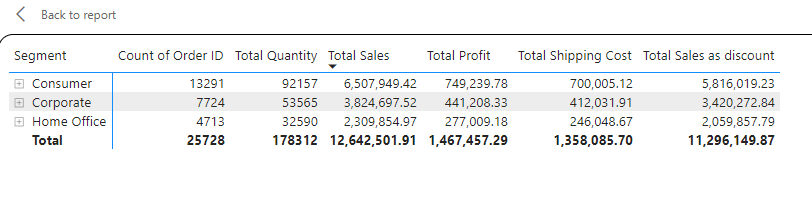 Back to report
Segment Count of Order ID Total Quantity Total Sales Total Profit Total Shipping Cost Total Sales as discount
Consumer 13291 92157 6,507,949.42 749,239.78 700,005.12 5,816,019.23
Corporate 7724 53565 3,824,697.52 441,208.33 412,031.91 3,420,272.84
Home Office 4713 32590 2,309,854.97 277,009.18 246,048.67 2,059,857.79
Total 25728 178312 12,642,501.91 1,467,457.29 1,358,085.70 11,296,149.87